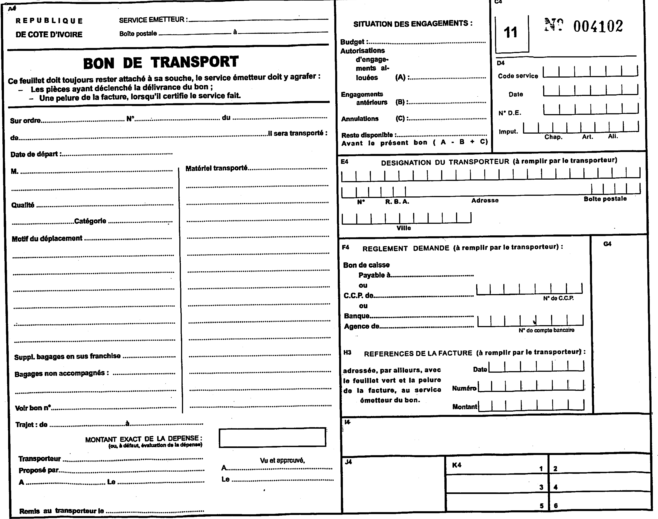 A4
REPUBLIQUE
DE COTE D'IVOIRE
SERVICE EMETTEUR :
Boîte postale à
BON DE TRANSPORT
Ce feuillet doit toujours rester attaché à sa souche, le service émetteur doit y agrafer :
– Les pièces ayant déclenché la délivrance du bon ;
– Une pelure de la facture, lorsqu'il certifie le service fait.
Sur ordre N° du
de Il sera transporté :
Date de départ :
M.
Qualité
Catégorie
Motif du déplacement
Suppl. bagages en sus franchise
Bagages non accompagnés :
Voir bon n°
Matériel transporté
Trajet : de à
MONTANT EXACT DE LA DEPENSE :
(ou, à défaut, évaluation de la dépense)
Transporteur
Proposé par
A Le
Vu et approuvé,
A
Le
Remis au transporteur le
SITUATION DES ENGAGEMENTS :
Budget :
Autorisations
d'engage-
ments al-
louées (A) :
Engagements
antérieurs (B) :
Annulations (C) :
Reste disponible :
Avant le présent bon ( A - B + C)
C4
11
N° 004102
D4
Code service
Date
N° D.E.
Imput.
Chap. Art. Ali.
E4 DESIGNATION DU TRANSPORTEUR (à remplir par le transporteur)
N° R. B. A. Adresse Boîte postale
Ville
F4 REGLEMENT DEMANDE (à remplir par le transporteur) :
Bon de caisse
Payable à
ou
C.C.P. de
N° do C.C.P.
ou
Banque
Agence de
N° de compte bancaire
G4
H3 REFERENCES DE LA FACTURE (à remplir par le transporteur) :
adressée, par ailleurs, avec
le feuillet vert et la pelure
de la facture, au service
émetteur du bon.
Date
Numéro
Montant
I4
J4
K4 1 2
3 4
5 6